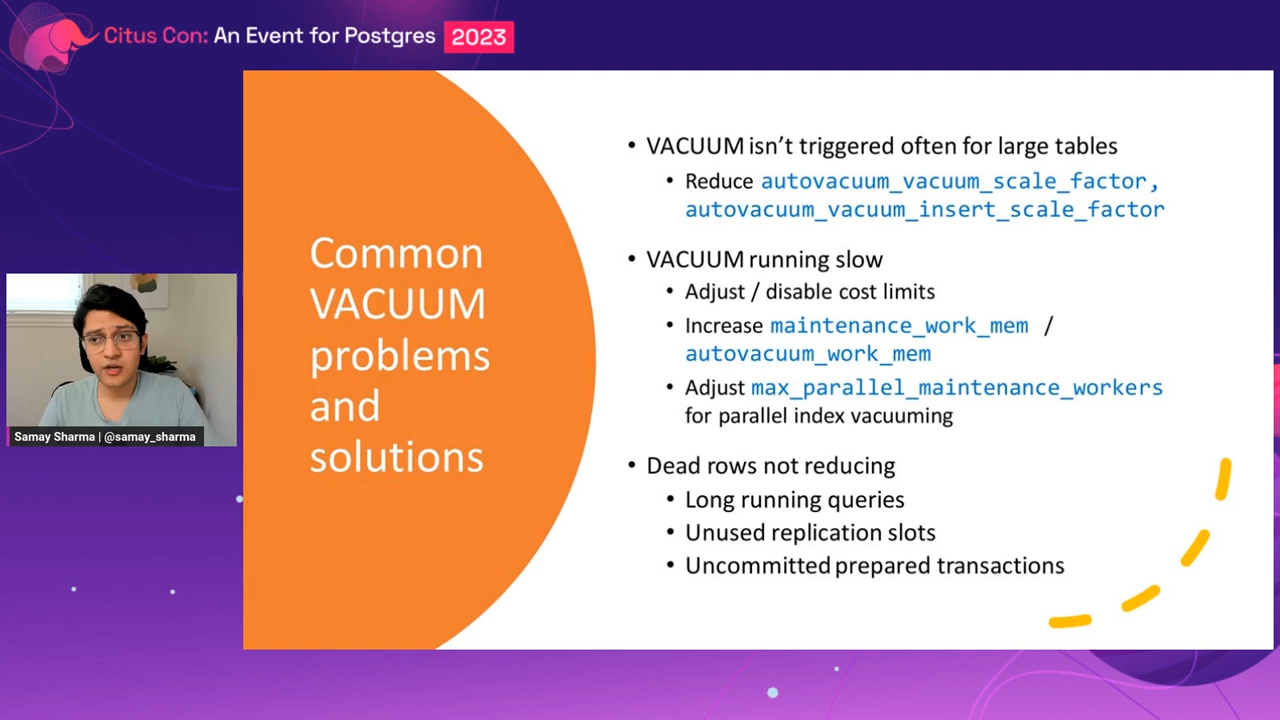 Citus Con: An Event for Postgres 2023
Common
VACUUM
problems
and
solutions
• VACUUM isn’t triggered often for large tables
• Reduce autovacuum_vacuum_scale_factor,
autovacuum_vacuum_insert_scale_factor
• VACUUM running slow
• Adjust / disable cost limits
• Increase maintenance_work_mem /
autovacuum_work_mem
• Adjust max_parallel_maintenance_workers
for parallel index vacuuming
• Dead rows not reducing
• Long running queries
• Unused replication slots
• Uncommitted prepared transactions
Samay Sharma | @samay_sharma